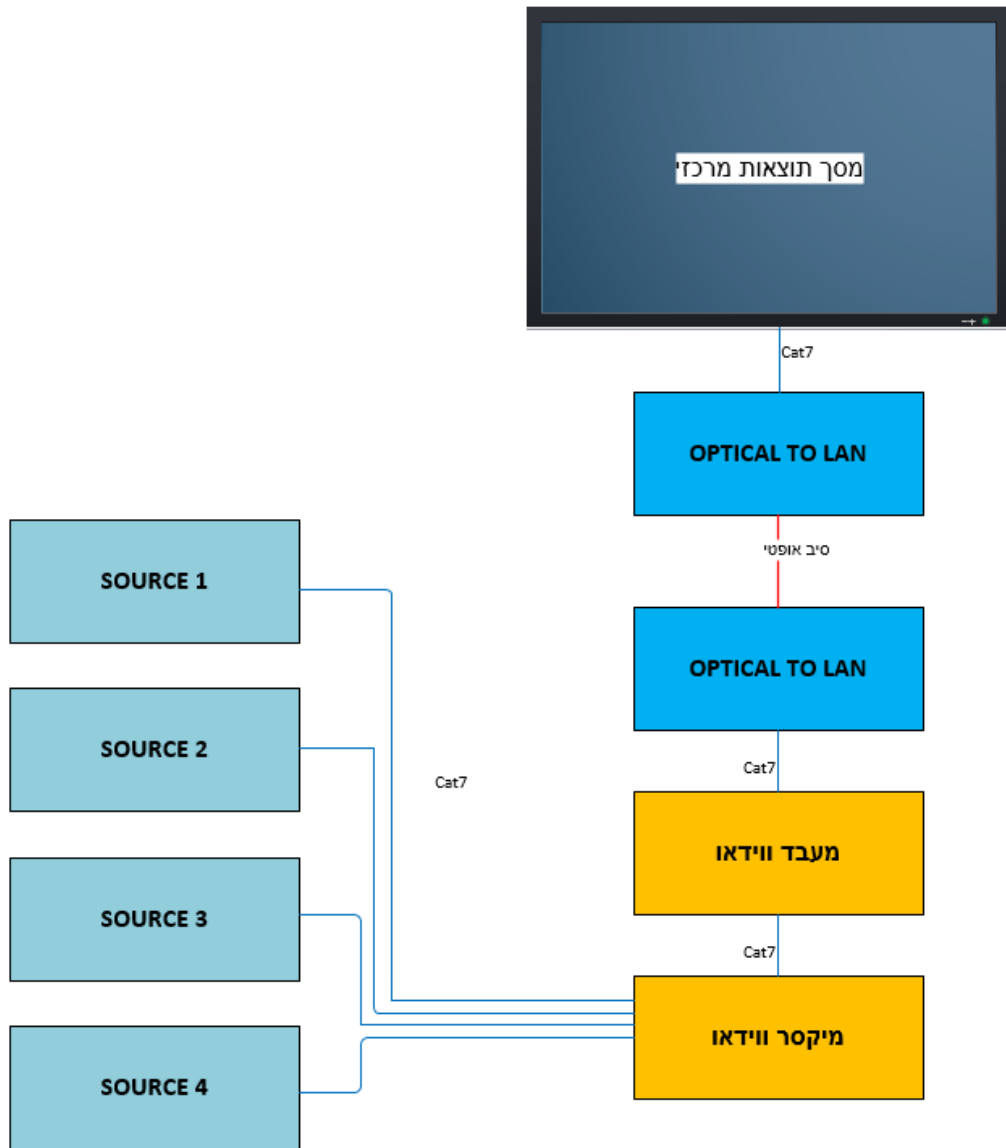 מסך תוצאות מרכזי
Cat7
OPTICAL TO LAN
סיב אופטי
OPTICAL TO LAN
Cat7
מעבד ווידאו
Cat7
מיקסר ווידאו
SOURCE 1
SOURCE 2
Cat7
SOURCE 3
SOURCE 4